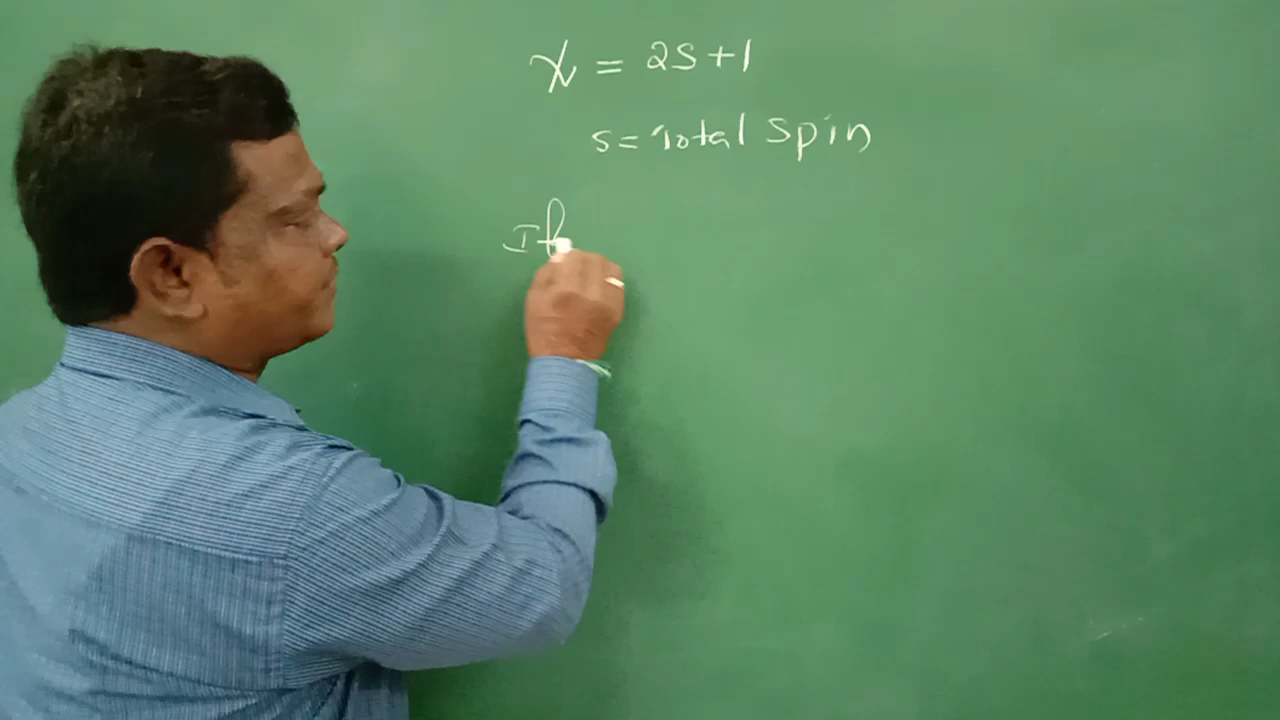 χ = 2S+1
S = Total Spin
If